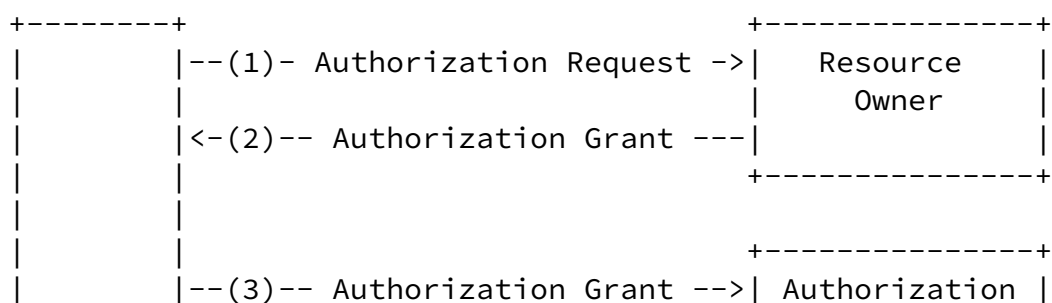 +--------+                               +---------------+
|        |--(1)- Authorization Request ->|   Resource    |
|        |                               |     Owner     |
|        |<-(2)-- Authorization Grant ---|               |
|        |                               +---------------+
|        |
|        |                               +---------------+
|        |--(3)-- Authorization Grant -->| Authorization |